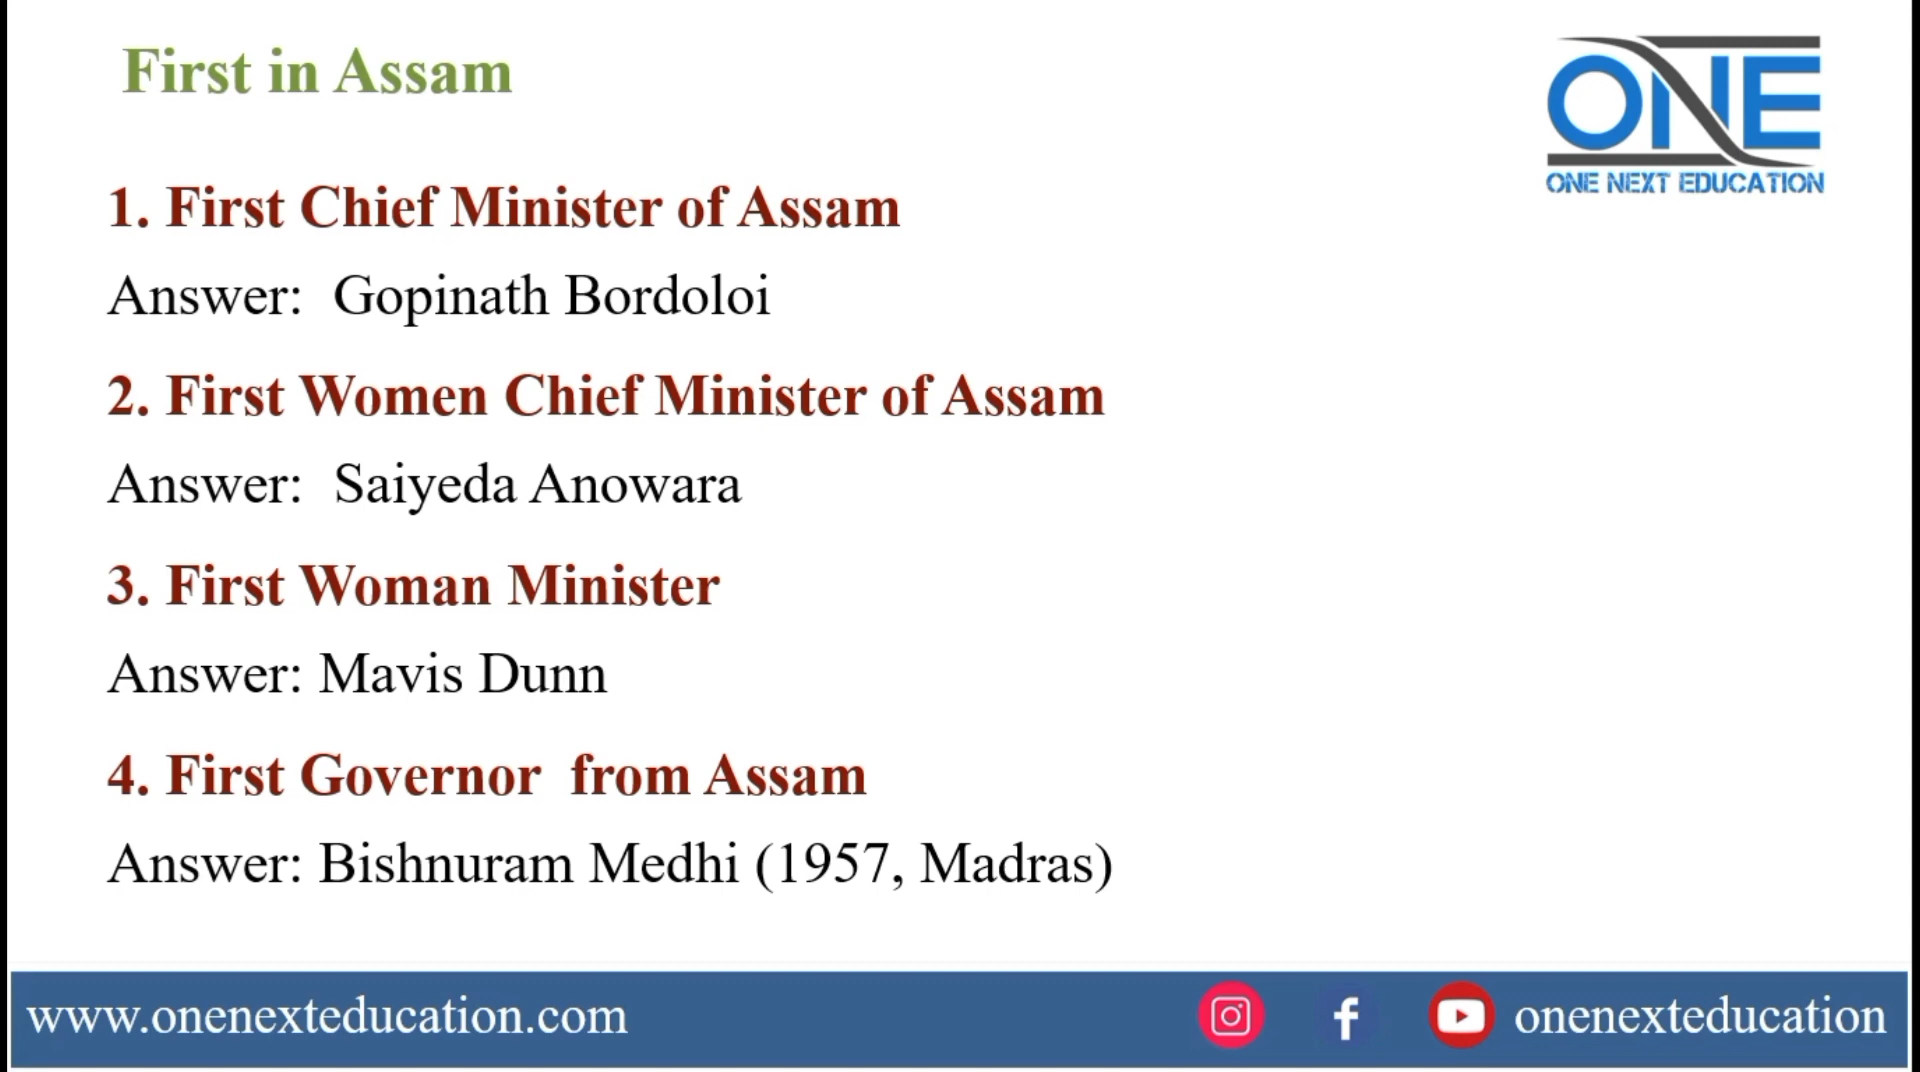 First in Assam
ONE
ONE NEXT EDUCATION
1. First Chief Minister of Assam
Answer: Gopinath Bordoloi
2. First Women Chief Minister of Assam
Answer: Saiyeda Anowara
3. First Woman Minister
Answer: Mavis Dunn
4. First Governor from Assam
Answer: Bishnuram Medhi (1957, Madras)
www.onenexteducation.com
onenexteducation